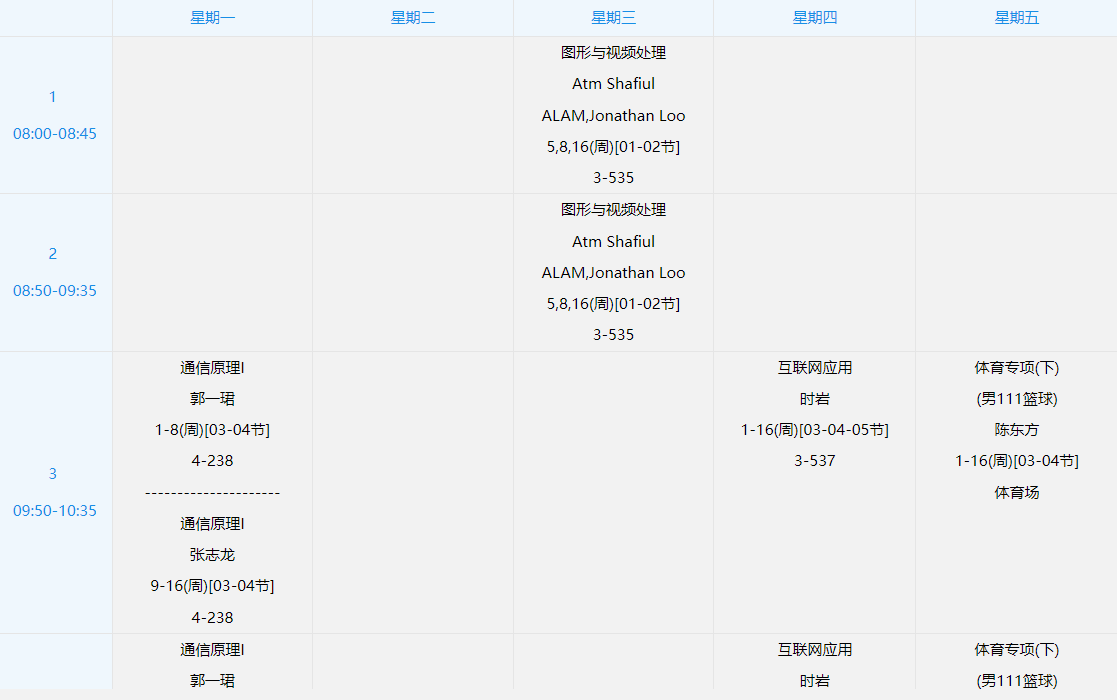 星期一
星期二
星期三
星期四
星期五
1
08:00-08:45
图形与视频处理
Atm Shafiul
ALAM,Jonathan Loo
5,8,16(周)[01-02节]
3-535
2
08:50-09:35
图形与视频处理
Atm Shafiul
ALAM,Jonathan Loo
5,8,16(周)[01-02节]
3-535
3
09:50-10:35
通信原理I
郭一珺
1-8(周)[03-04节]
4-238
---------------------
通信原理I
张志龙
9-16(周)[03-04节]
4-238
互联网应用
时岩
1-16(周)[03-04-05节]
3-537
体育专项(下)
(男111篮球)
陈东方
1-16(周)[03-04节]
体育场
通信原理I
郭一珺
互联网应用
时岩
体育专项(下)
(男111篮球)